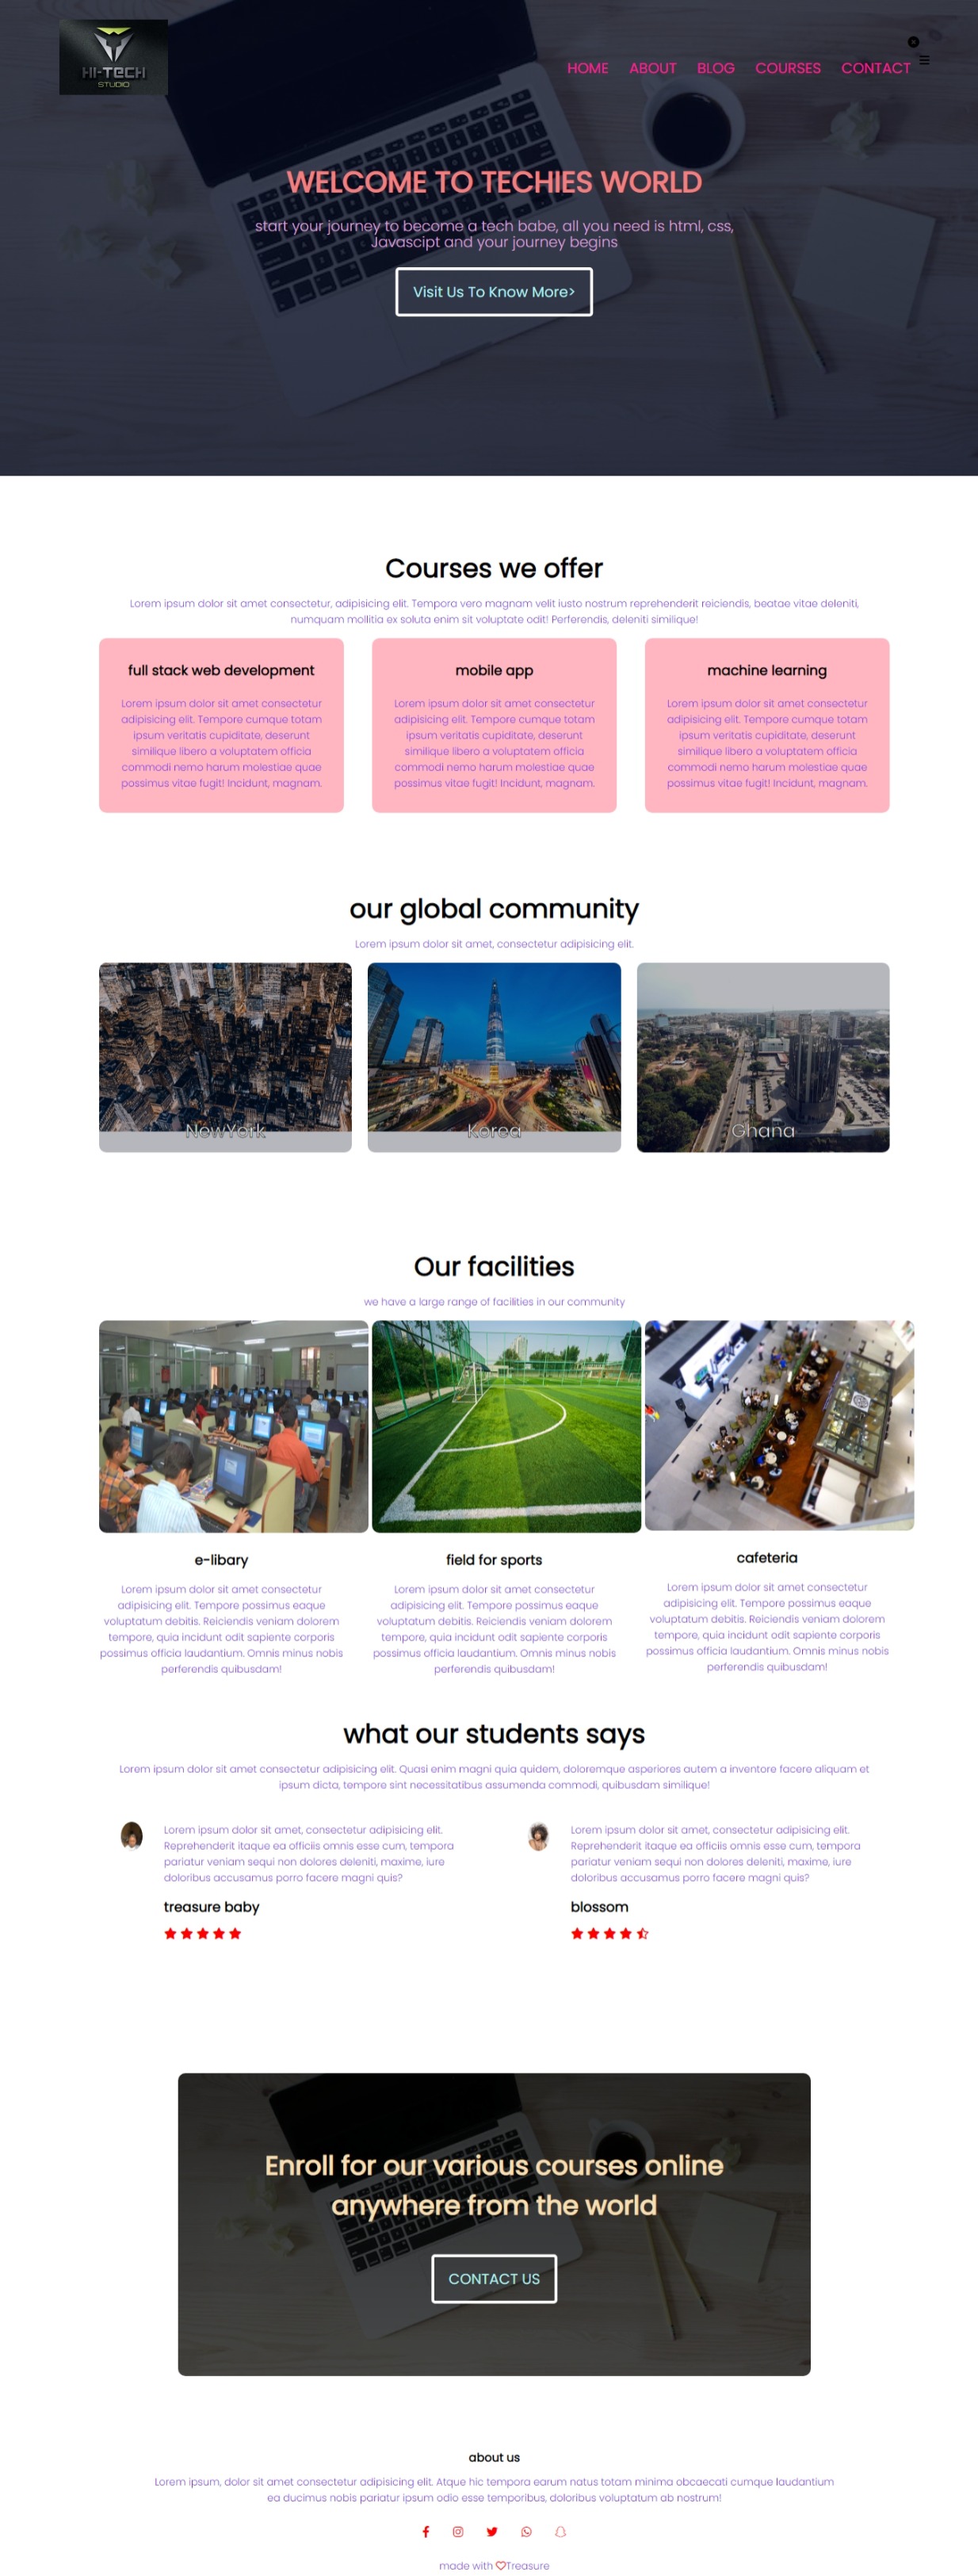 HI-TECH
STUDIO
HOME ABOUT BLOG COURSES CONTACT
WELCOME TO TECHIES WORLD
start your journey to become a tech babe, all you need is html, css,
Javascipt and your journey begins
Visit Us To Know More>
Courses we offer
Lorem ipsum dolor sit amet consectetur, adipisicing elit. Tempora vero magnam velit iusto nostrum reprehenderit reiciendis, beatae vitae deleniti,
numquam mollitia ex soluta enim sit voluptate odit! Perferendis, deleniti similique!
full stack web development
Lorem ipsum dolor sit amet consectetur
adipisicing elit. Tempore cumque totam
ipsum veritatis cupiditate, deserunt
similique libero a voluptatem officia
commodi nemo harum molestiae quae
possimus vitae fugit! Incidunt, magnam.
mobile app
Lorem ipsum dolor sit amet consectetur
adipisicing elit. Tempore cumque totam
ipsum veritatis cupiditate, deserunt
similique libero a voluptatem officia
commodi nemo harum molestiae quae
possimus vitae fugit! Incidunt, magnam.
machine learning
Lorem ipsum dolor sit amet consectetur
adipisicing elit. Tempore cumque totam
ipsum veritatis cupiditate, deserunt
similique libero a voluptatem officia
commodi nemo harum molestiae quae
possimus vitae fugit! Incidunt, magnam.
our global community
Lorem ipsum dolor sit amet, consectetur adipisicing elit.
NewYork
Korea
Ghana
Our facilities
we have a large range of facilities in our community
e-libary
Lorem ipsum dolor sit amet consectetur
adipisicing elit. Tempore possimus eaque
voluptatum debitis. Reiciendis veniam dolorem
tempore, quia incidunt odit sapiente corporis
possimus officia laudantium. Omnis minus nobis
perferendis quibusdam!
field for sports
Lorem ipsum dolor sit amet consectetur
adipisicing elit. Tempore possimus eaque
voluptatum debitis. Reiciendis veniam dolorem
tempore, quia incidunt odit sapiente corporis
possimus officia laudantium. Omnis minus nobis
perferendis quibusdam!
cafeteria
Lorem ipsum dolor sit amet consectetur
adipisicing elit. Tempore possimus eaque
voluptatum debitis. Reiciendis veniam dolorem
tempore, quia incidunt odit sapiente corporis
possimus officia laudantium. Omnis minus nobis
perferendis quibusdam!
what our students says
Lorem ipsum dolor sit amet consectetur adipisicing elit. Quasi enim magni quia quidem, doloremque asperiores autem a inventore facere aliquam et
ipsum dicta, tempore sint necessitatibus assumenda commodi, quibusdam similique!
Lorem ipsum dolor sit amet, consectetur adipisicing elit.
Reprehenderit itaque ea officiis omnis esse cum, tempora
pariatur veniam sequi non dolores deleniti, maxime, iure
doloribus accusamus porro facere magni quis?
treasure baby
Lorem ipsum dolor sit amet, consectetur adipisicing elit.
Reprehenderit itaque ea officiis omnis esse cum, tempora
pariatur veniam sequi non dolores deleniti, maxime, iure
doloribus accusamus porro facere magni quis?
blossom
Enroll for our various courses online
anywhere from the world
CONTACT US
about us
Lorem ipsum, dolor sit amet consectetur adipisicing elit. Atque hic tempora earum natus totam minima obcaecati cumque laudantium
ea ducimus nobis pariatur ipsum odio esse temporibus, doloribus voluptatum ab nostrum!
made with Treasure